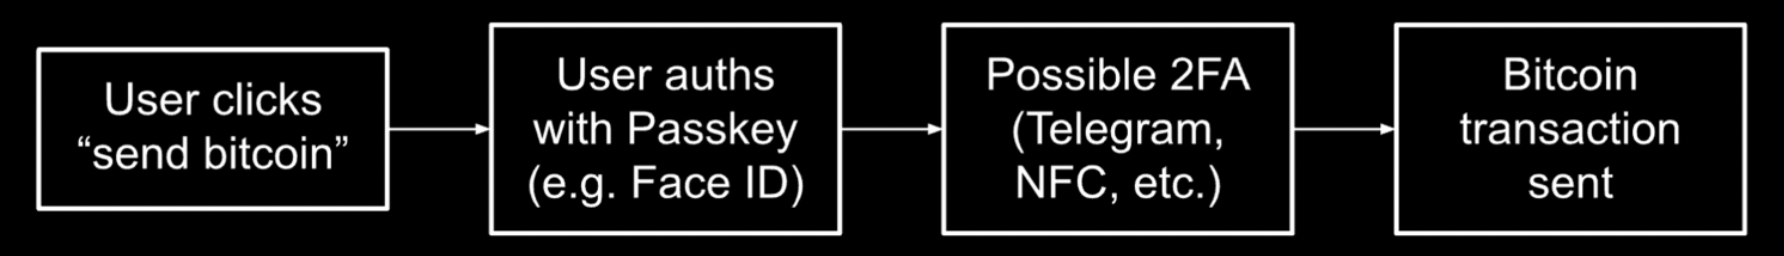 User clicks
“send bitcoin”
User auths
with Passkey
(e.g. Face ID)
Possible 2FA
(Telegram,
NFC, etc.)
Bitcoin
transaction
sent